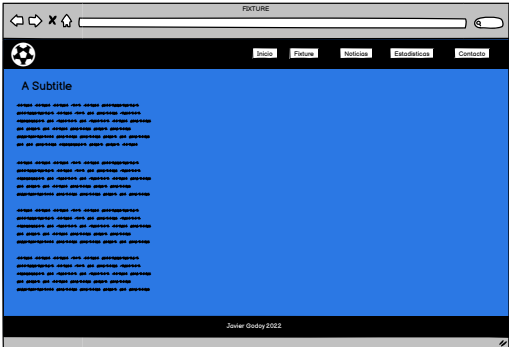 FIXTURE
Inicio
Fixture
Noticias
Estadisticas
Contacto
A Subtitle
Javier Godoy 2022